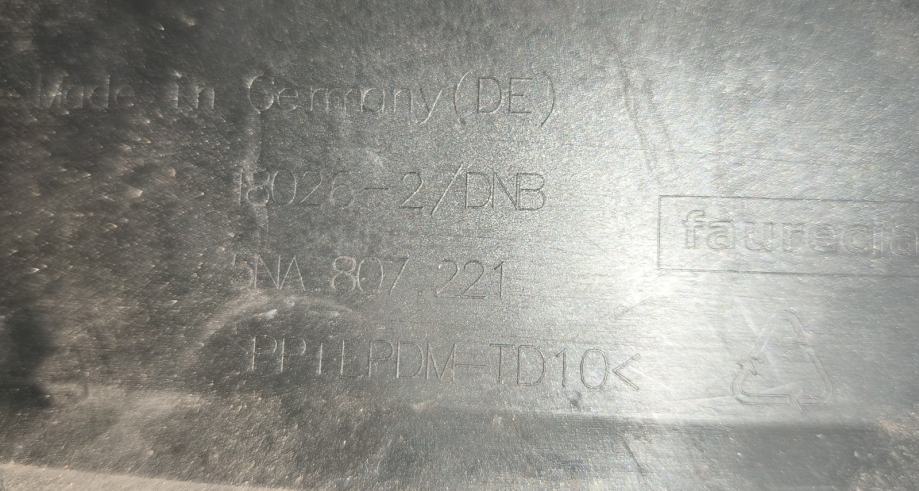 Made in Germany(DE)
18026-2/DNB
5NA.807.221
faurecia
PP+EPDM-TD10<